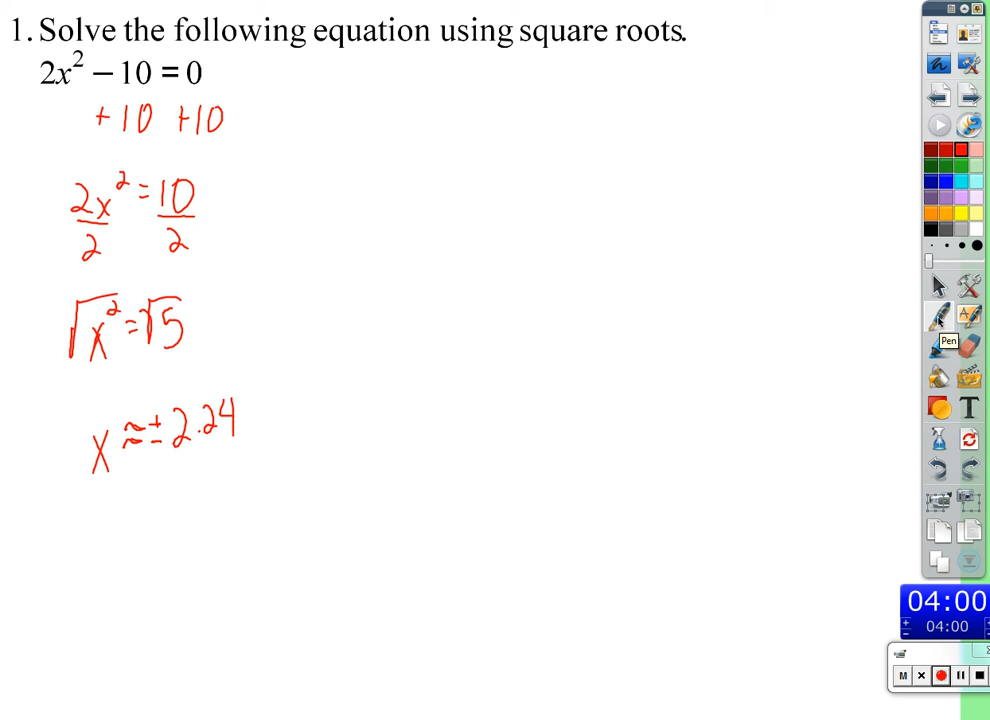 1. Solve the following equation using square roots.
2x² − 10 = 0
+10 +10
2x² = 10
2 2
√x² = √5
x ≈ ± 2.24
Pen
T
04:00
04:00
M